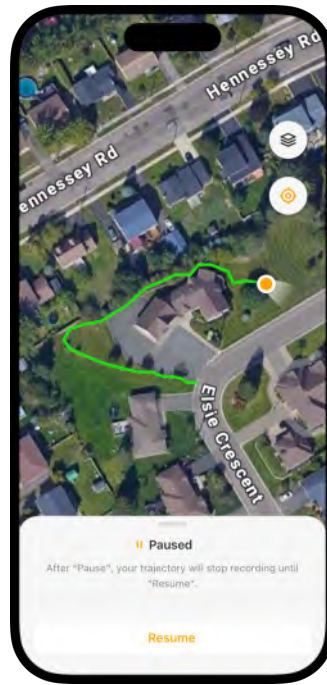 Hennessey Rd
ennessey Rd
Elsie Crescent
Paused
After "Pause", your trajectory will stop recording until
"Resume".
Resume